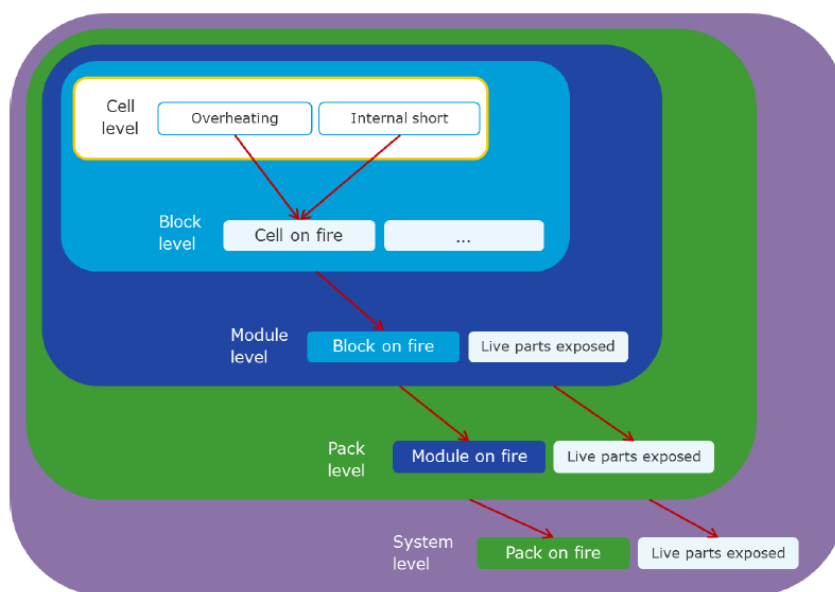 Cell
level
Overheating
Internal short
Block
level
Cell on fire
...
Module
level
Block on fire
Live parts exposed
Pack
level
Module on fire
Live parts exposed
System
level
Pack on fire
Live parts exposed